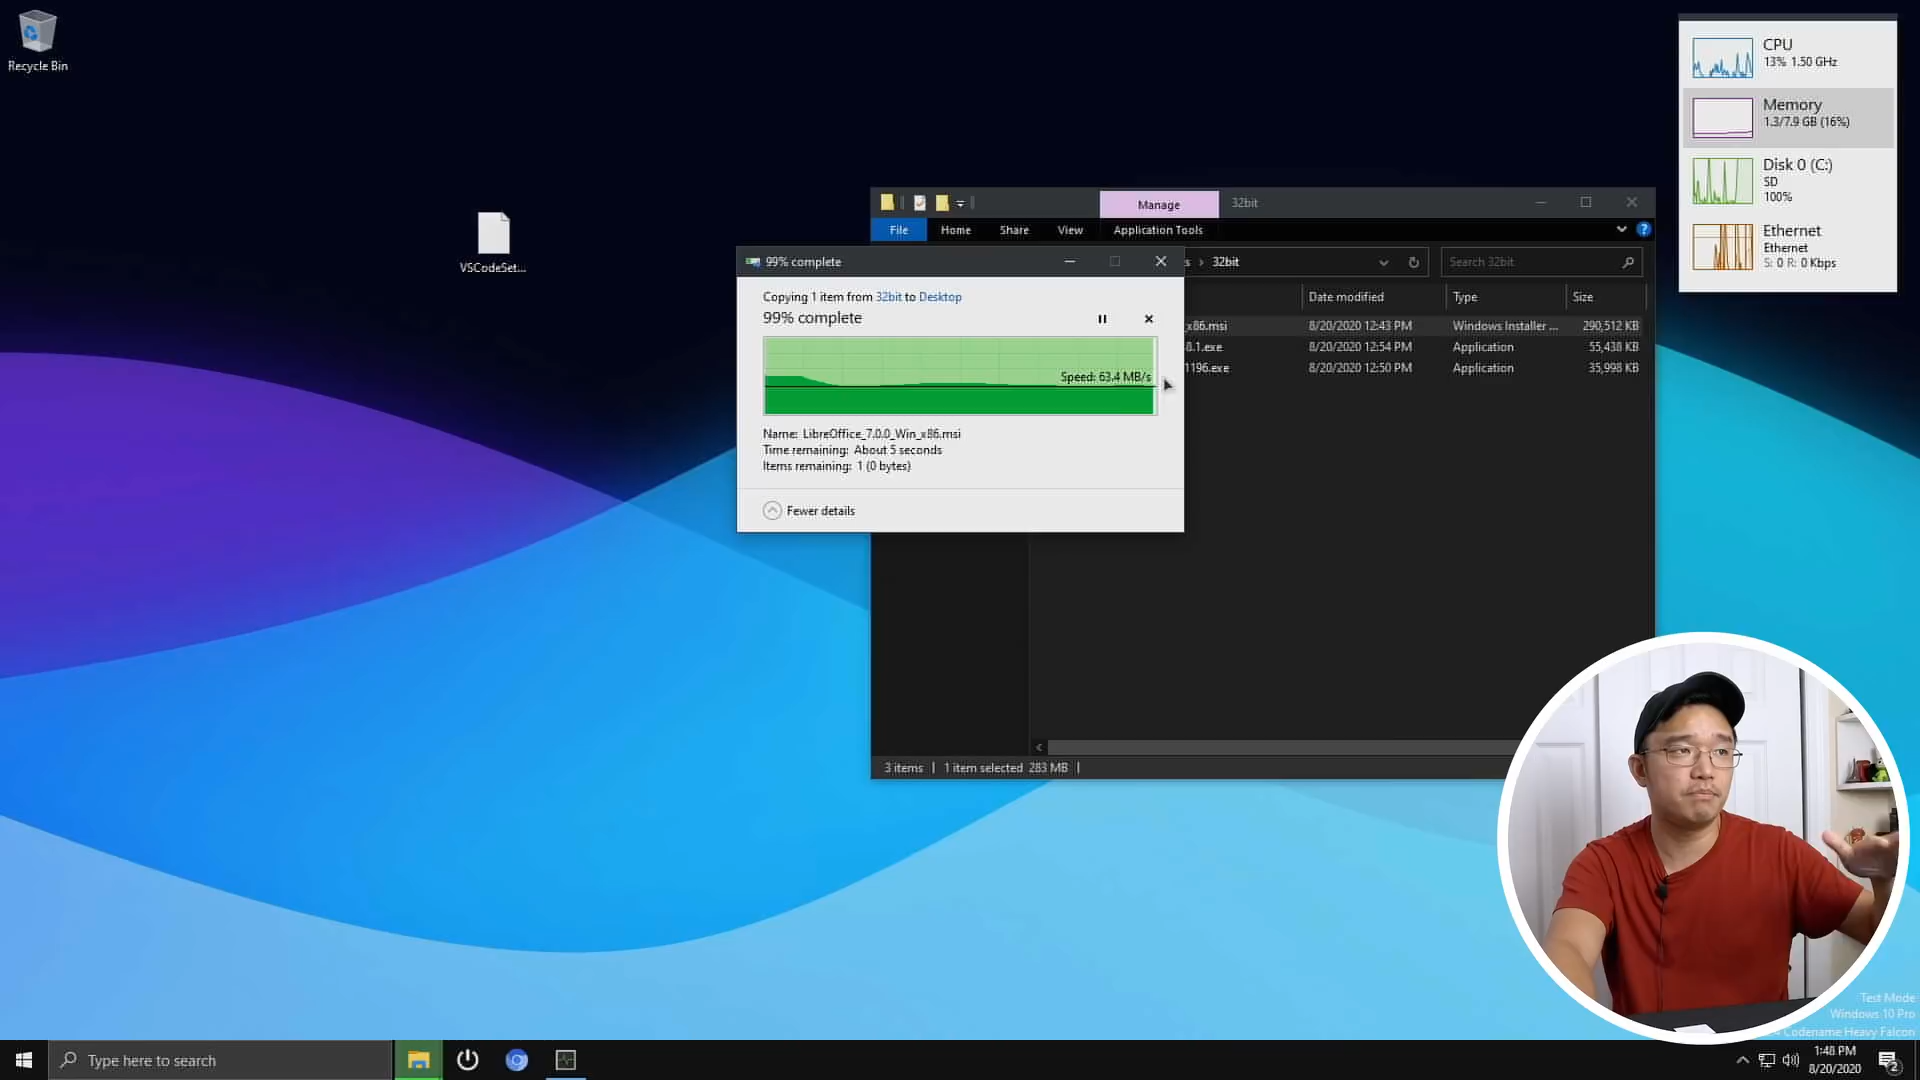 Recycle Bin
VSCodeSet...
CPU
13% 1.50 GHz
Memory
1.3/7.9 GB (16%)
Disk 0 (C:)
SD
100%
Ethernet
Ethernet
S: 0 R: 0 Kbps
Manage
32bit
File
Home
Share
View
Application Tools
s › 32bit
Search 32bit
Date modified
Type
Size
_x86.msi
8/20/2020 12:43 PM
Windows Installer ...
290,512 KB
8.1.exe
8/20/2020 12:54 PM
Application
55,438 KB
1196.exe
8/20/2020 12:50 PM
Application
35,998 KB
3 items
1 item selected 283 MB
99% complete
Copying 1 item from 32bit to Desktop
99% complete
Speed: 63.4 MB/s
Name: LibreOffice_7.0.0_Win_x86.msi
Time remaining: About 5 seconds
Items remaining: 1 (0 bytes)
Fewer details
Test Mode
Windows 10 Pro
Codename Heavy Falcon
Type here to search
1:48 PM
8/20/2020
2